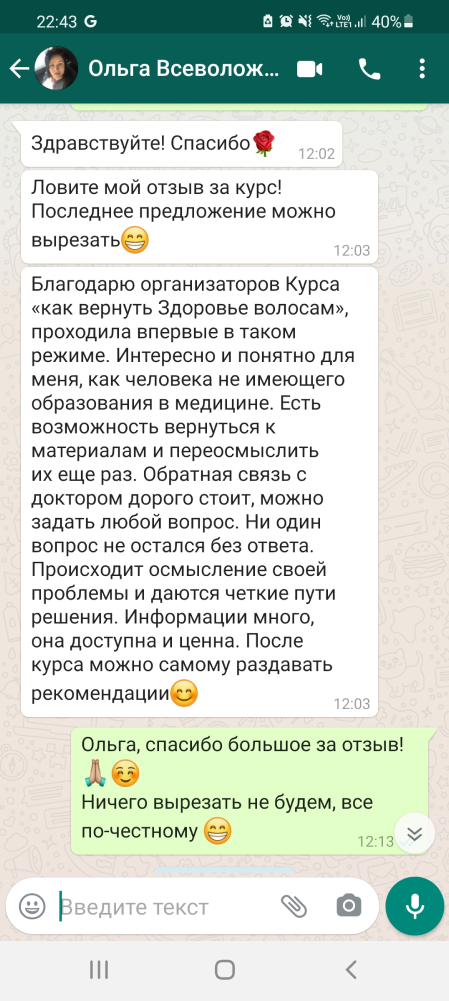 22:43 G
Vo)) LTE1 40%
Ольга Всеволож...
Здравствуйте! Спасибо🌹
12:02
Ловите мой отзыв за курс!
Последнее предложение можно
вырезать😁
12:03
Благодарю организаторов Курса
«как вернуть Здоровье волосам»,
проходила впервые в таком
режиме. Интересно и понятно для
меня, как человека не имеющего
образования в медицине. Есть
возможность вернуться к
материалам и переосмыслить
их еще раз. Обратная связь с
доктором дорого стоит, можно
задать любой вопрос. Ни один
вопрос не остался без ответа.
Происходит осмысление своей
проблемы и даются четкие пути
решения. Информации много,
она доступна и ценна. После
курса можно самому раздавать
рекомендации😊
12:03
Ольга, спасибо большое за отзыв!
🙏🏼☺️
Ничего вырезать не будем, все
по-честному 😁
12:13
Введите текст